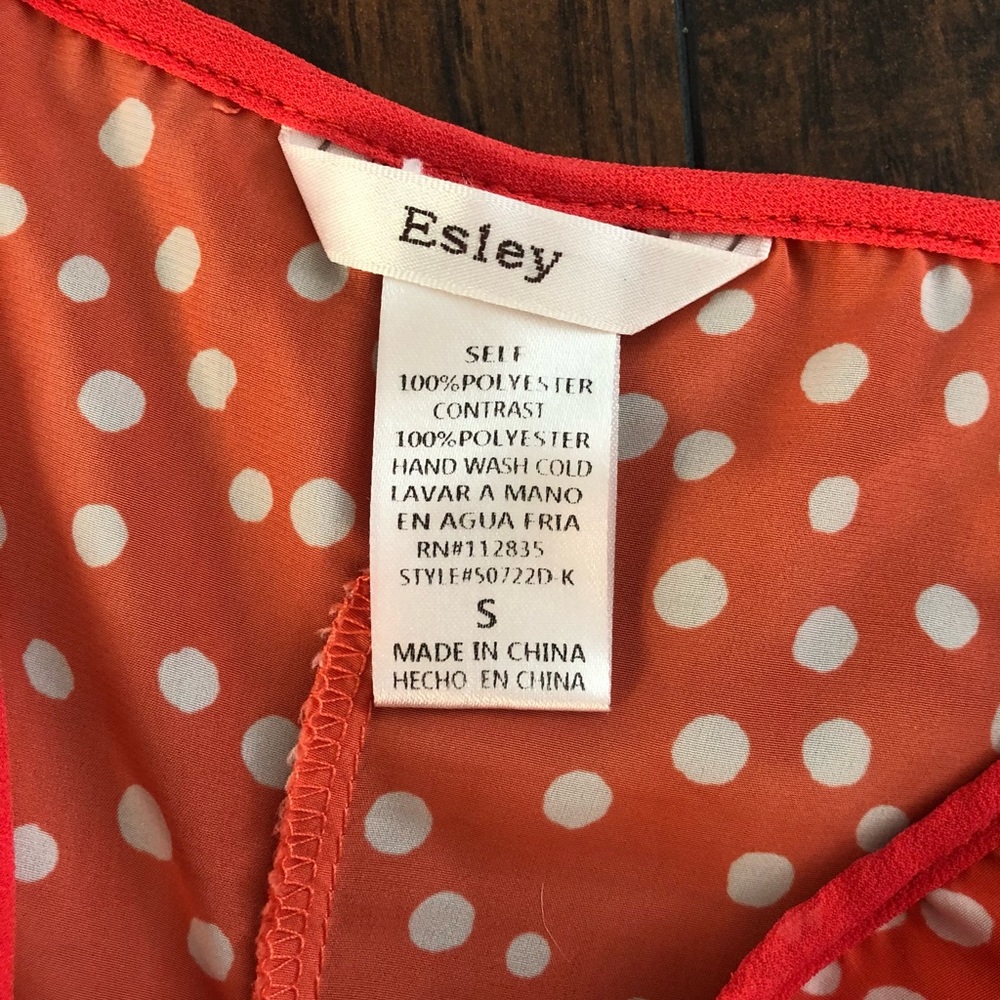 Esley
SELF
100%POLYESTER
CONTRAST
100%POLYESTER
HAND WASH COLD
LAVAR A MANO
EN AGUA FRIA
RN#112835
STYLE#S0722D-K
S
MADE IN CHINA
HECHO EN CHINA